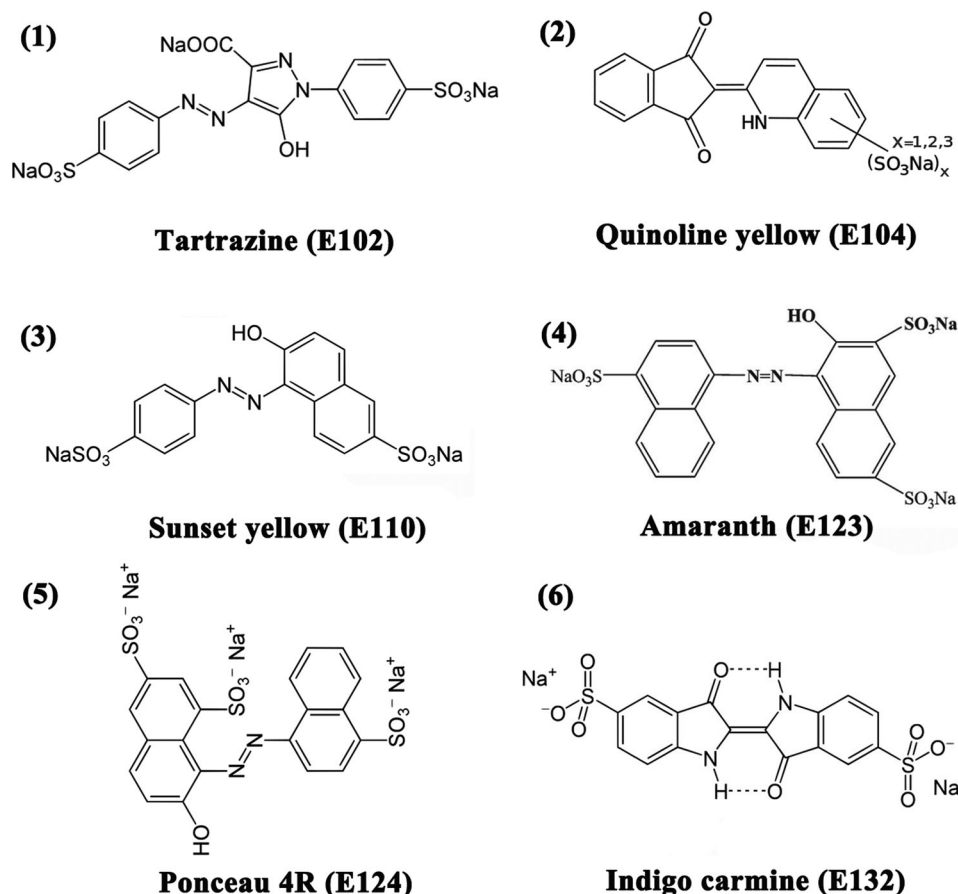 (1)
NaOOC
N
N
N
N
OH
SO₃Na
NaO₃S
Tartrazine (E102)
(2)
O
O
HN
X=1,2,3
(SO₃Na)ₓ
Quinoline yellow (E104)
(3)
HO
N
N
NaSO₃
SO₃Na
Sunset yellow (E110)
(4)
HO
SO₃Na
NaO₃S
N=N
SO₃Na
Amaranth (E123)
(5)
SO₃⁻ Na⁺
SO₃⁻ Na⁺
SO₃⁻ Na⁺
N
N
HO
Ponceau 4R (E124)
(6)
Na⁺
O
O
⁻O
S
O
H
N
N
H
O
O
S
O⁻
O
Na
Indigo carmine (E132)